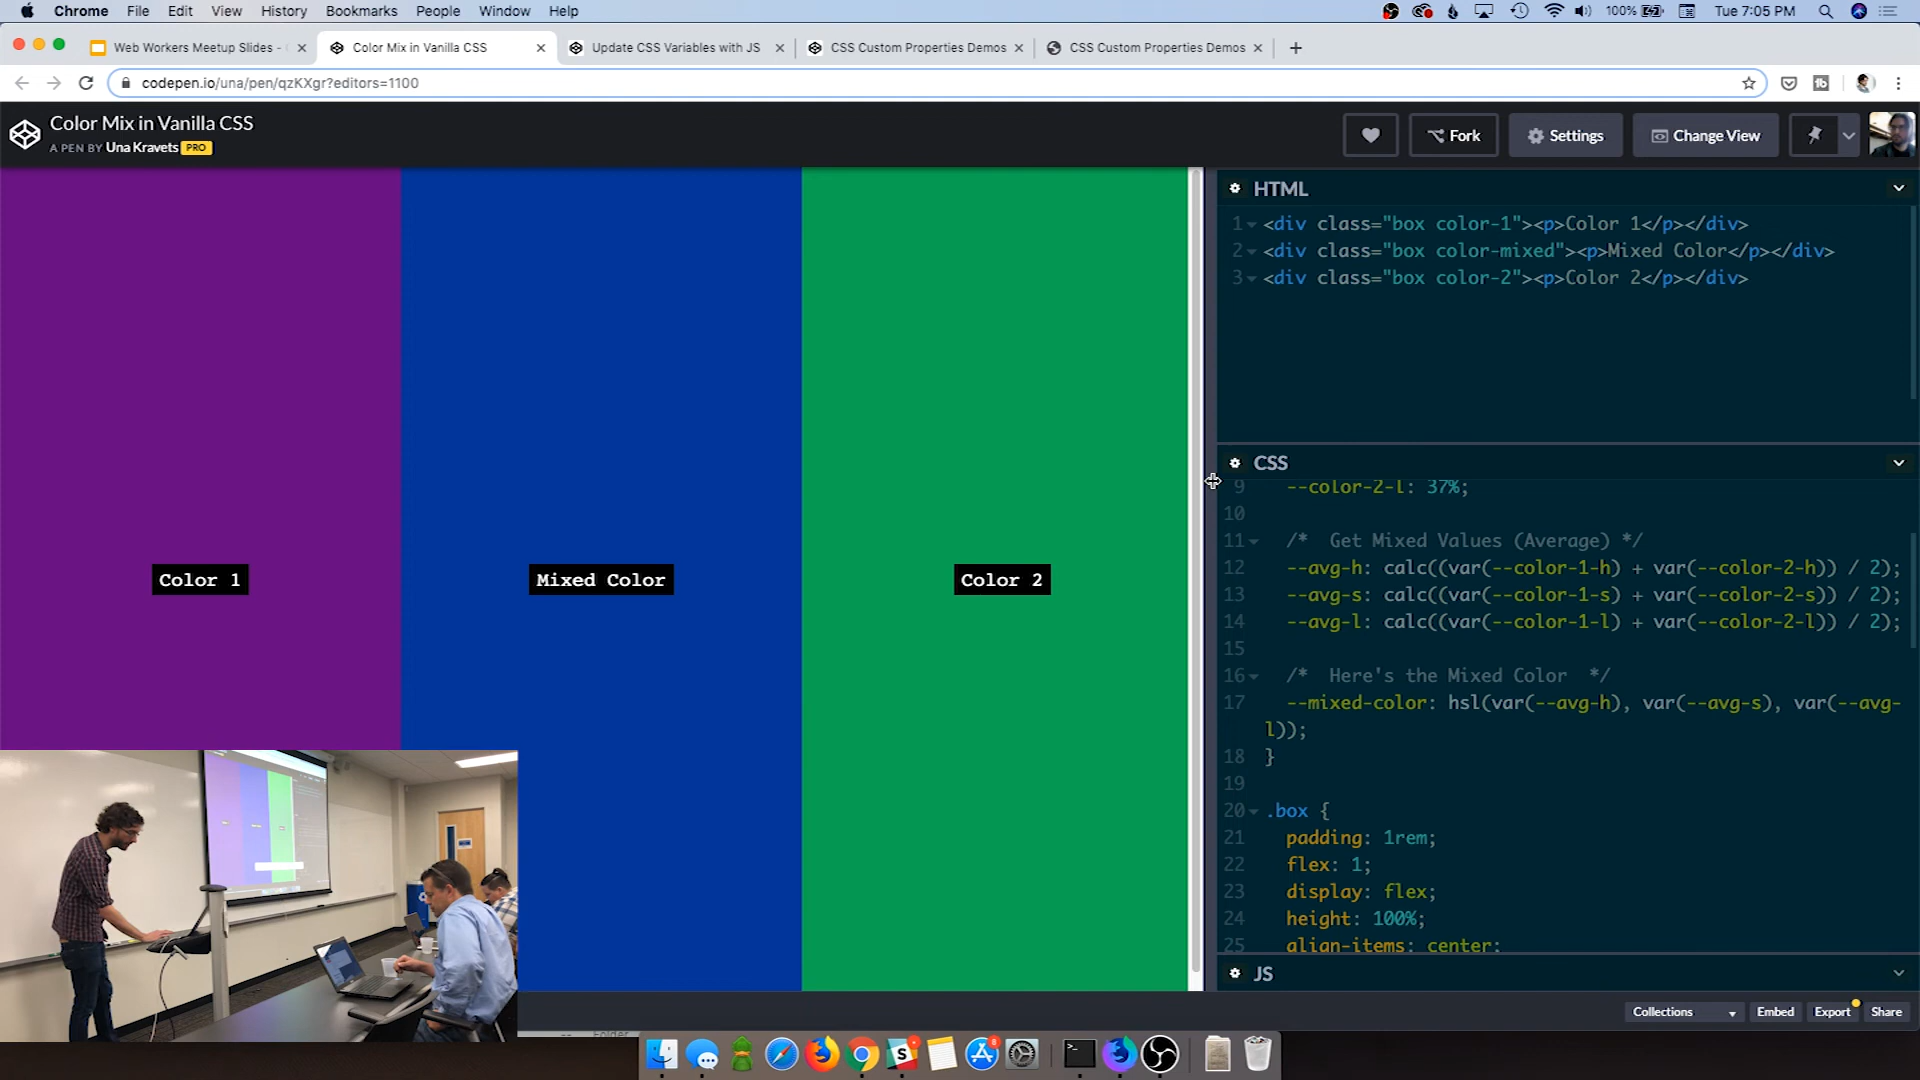 Chrome File Edit View History Bookmarks People Window Help 100% Tue 7:05 PM
Web Workers Meetup Slides - Color Mix in Vanilla CSS Update CSS Variables with JS CSS Custom Properties Demos CSS Custom Properties Demos
codepen.io/una/pen/qzKXgr?editors=1100
Color Mix in Vanilla CSS
A PEN BY Una Kravets PRO
Fork Settings Change View
HTML
1 <div class="box color-1"><p>Color 1</p></div>
2 <div class="box color-mixed"><p>Mixed Color</p></div>
3 <div class="box color-2"><p>Color 2</p></div>
CSS
9 --color-2-l: 37%;
10
11 /* Get Mixed Values (Average) */
12 --avg-h: calc((var(--color-1-h) + var(--color-2-h)) / 2);
13 --avg-s: calc((var(--color-1-s) + var(--color-2-s)) / 2);
14 --avg-l: calc((var(--color-1-l) + var(--color-2-l)) / 2);
15
16 /* Here's the Mixed Color */
17 --mixed-color: hsl(var(--avg-h), var(--avg-s), var(--avg-
l));
18 }
19
20 .box {
21 padding: 1rem;
22 flex: 1;
23 display: flex;
24 height: 100%;
25 align-items: center;
JS
Color 1
Mixed Color
Color 2
Collections Embed Export Share
Folder